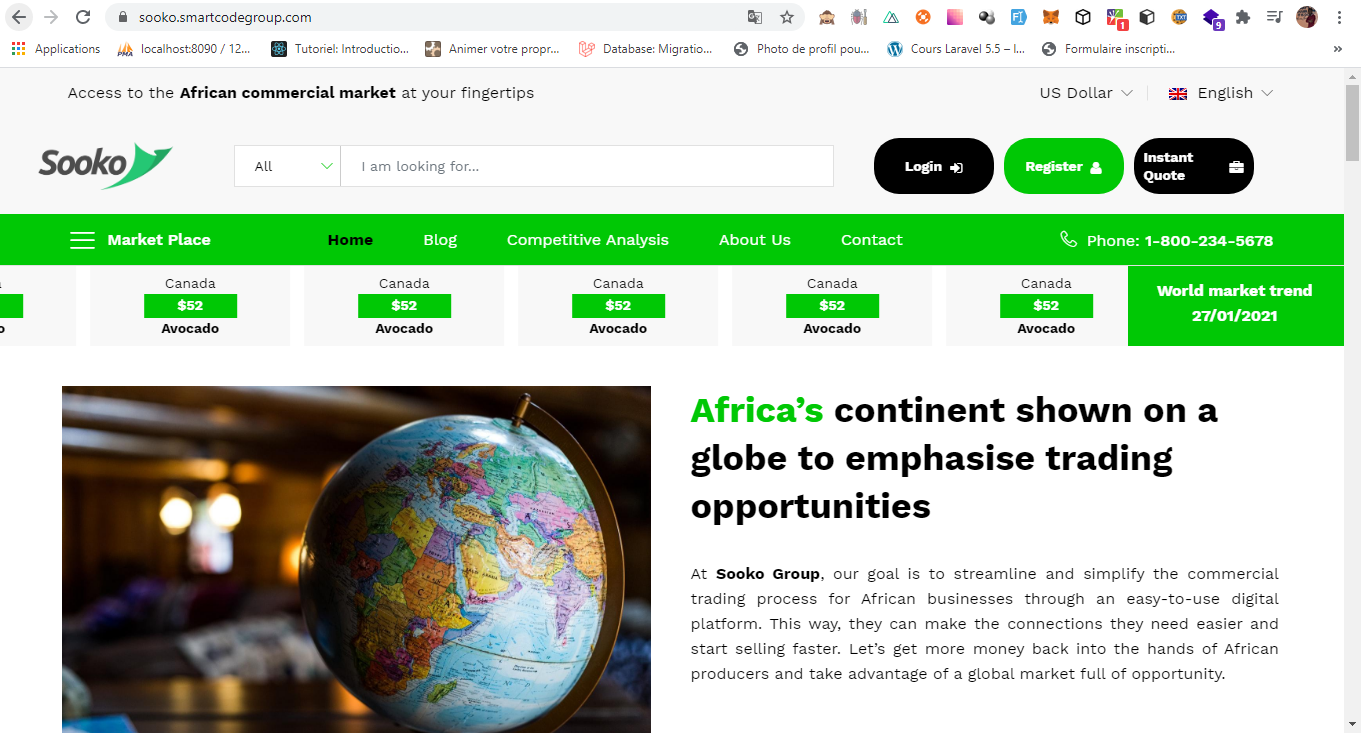 sooko.smartcodegroup.com
1
9
Applications
PMA
localhost:8090 / 12...
Tutoriel: Introductio...
Animer votre propr...
Database: Migratio...
Photo de profil pou...
Cours Laravel 5.5 – l...
Formulaire inscripti...
»
Access to the African commercial market at your fingertips
US Dollar
English
Sooko
All
I am looking for...
Login
Register
Instant
Quote
Market Place
Home
Blog
Competitive Analysis
About Us
Contact
Phone: 1-800-234-5678
Canada
$52
Avocado
Canada
$52
Avocado
Canada
$52
Avocado
Canada
$52
Avocado
Canada
$52
Avocado
World market trend
27/01/2021
Africa’s continent shown on a
globe to emphasise trading
opportunities
At Sooko Group, our goal is to streamline and simplify the commercial
trading process for African businesses through an easy-to-use digital
platform. This way, they can make the connections they need easier and
start selling faster. Let’s get more money back into the hands of African
producers and take advantage of a global market full of opportunity.